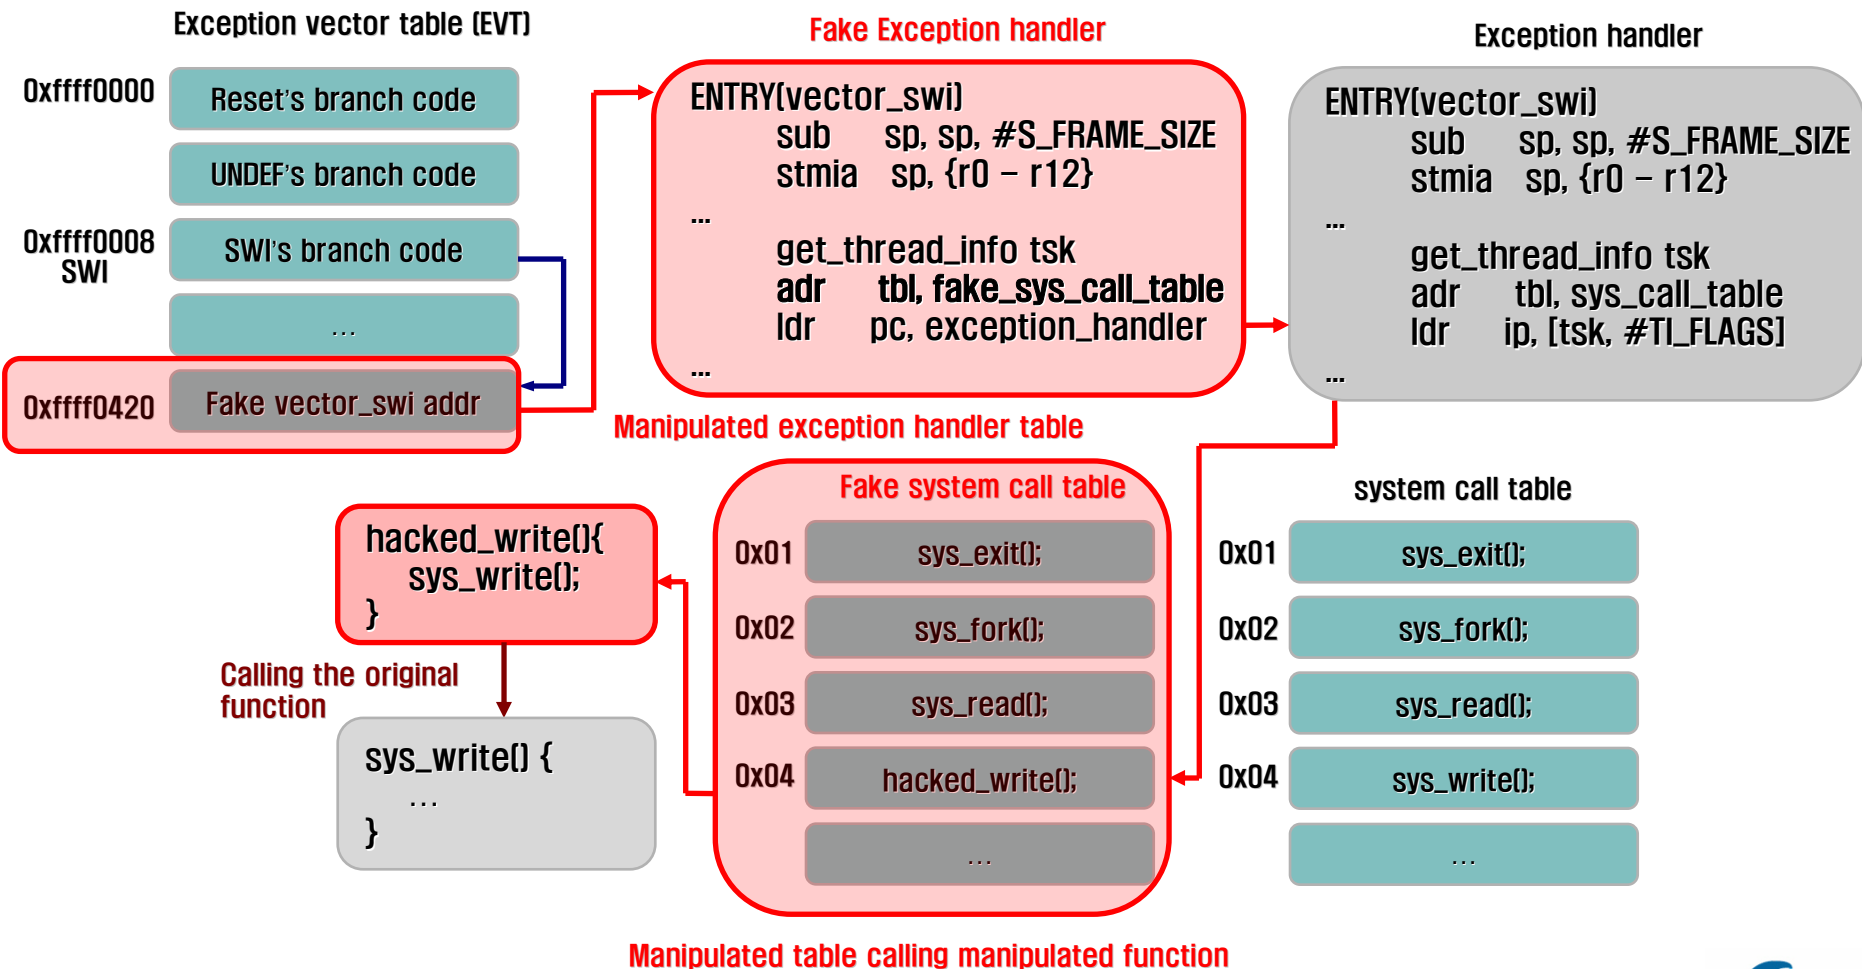 Exception vector table (EVT)
0xffff0000
Reset's branch code
UNDEF's branch code
0xffff0008
SWI
SWI's branch code
...
0xffff0420
Fake vector_swi addr
Fake Exception handler
ENTRY(vector_swi)
sub sp, sp, #S_FRAME_SIZE
stmia sp, {r0 – r12}
...
get_thread_info tsk
adr tbl, fake_sys_call_table
ldr pc, exception_handler
...
Exception handler
ENTRY(vector_swi)
sub sp, sp, #S_FRAME_SIZE
stmia sp, {r0 – r12}
...
get_thread_info tsk
adr tbl, sys_call_table
ldr ip, [tsk, #TI_FLAGS]
...
Manipulated exception handler table
hacked_write(){
sys_write();
}
Calling the original
function
sys_write() {
...
}
Fake system call table
0x01 sys_exit();
0x02 sys_fork();
0x03 sys_read();
0x04 hacked_write();
...
system call table
0x01 sys_exit();
0x02 sys_fork();
0x03 sys_read();
0x04 sys_write();
...
Manipulated table calling manipulated function